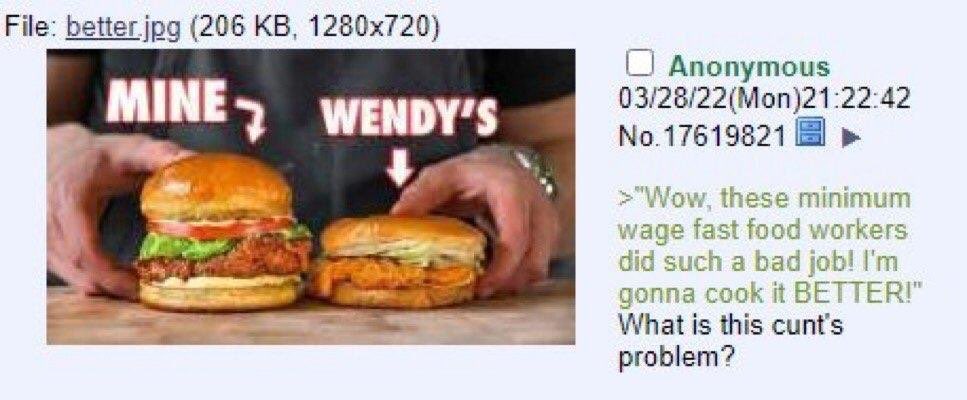 File: better.jpg (206 KB, 1280x720)
MINE
WENDY'S
Anonymous
03/28/22(Mon)21:22:42
No.17619821
>"Wow, these minimum
wage fast food workers
did such a bad job! I'm
gonna cook it BETTER!"
What is this cunt's
problem?